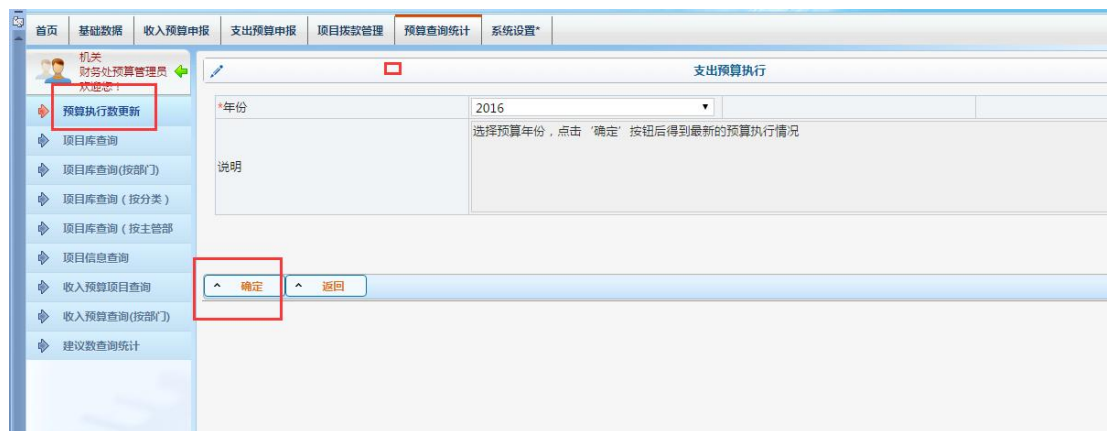 首页 基础数据 收入预算申报 支出预算申报 项目拨款管理 预算查询统计 系统设置*
机关
财务处预算管理员
欢迎您！
支出预算执行
预算执行数更新
*年份 2016
选择预算年份，点击‘确定’按钮后得到最新的预算执行情况
项目库查询
项目库查询(按部门)
说明
项目库查询（按分类）
项目库查询（按主管部
项目信息查询
收入预算项目查询
确定 返回
收入预算查询(按部门)
建议数查询统计